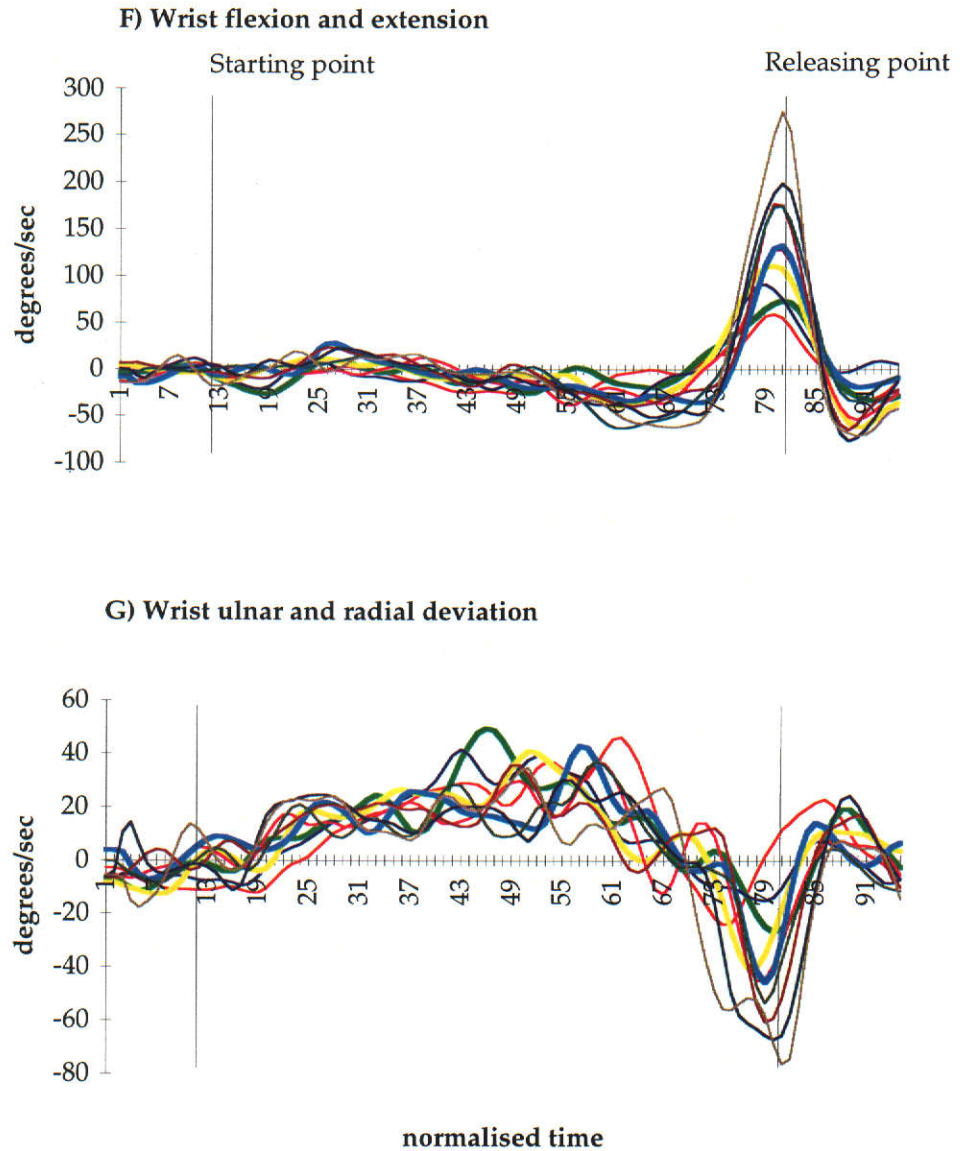 F) Wrist flexion and extension
Starting point Releasing point
300
250
200
150
100
50
0
-50
-100
degrees/sec
1 7 13 19 25 31 37 43 49 55 61 67 73 79 85 91
G) Wrist ulnar and radial deviation
60
40
20
0
-20
-40
-60
-80
degrees/sec
1 7 13 19 25 31 37 43 49 55 61 67 73 79 85 91
normalised time